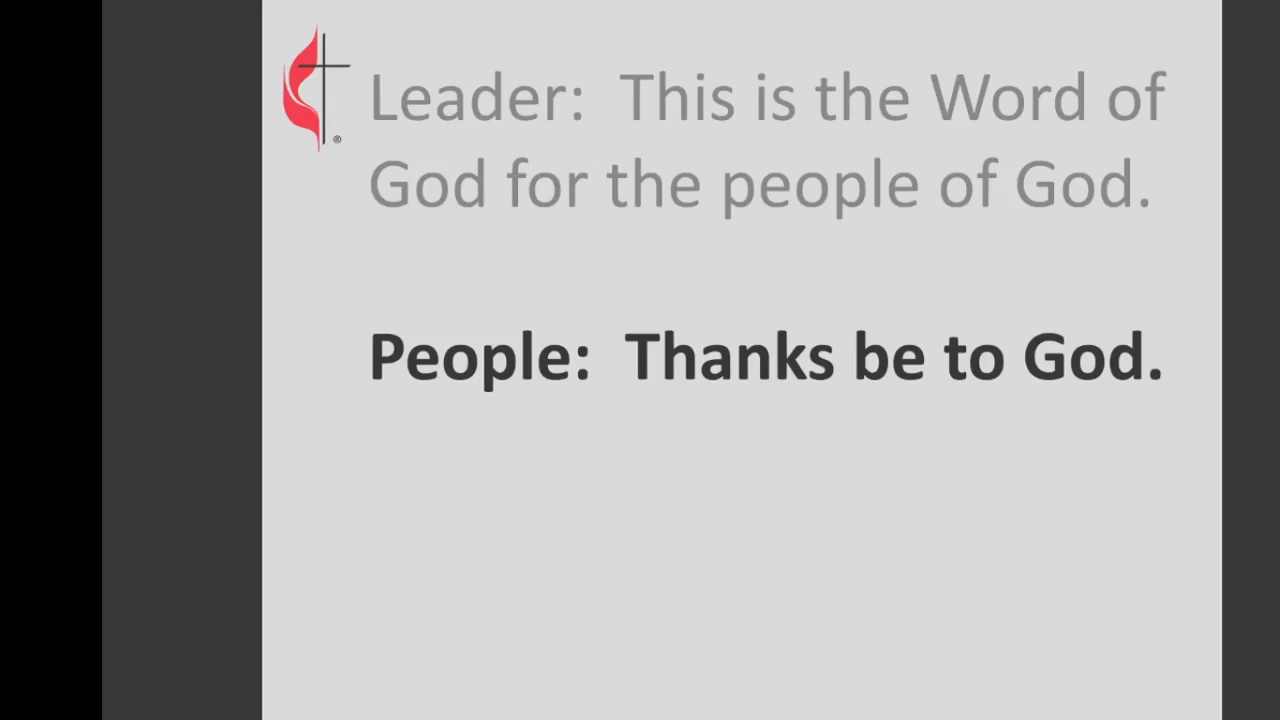 Leader:  This is the Word of
God for the people of God.
People:  Thanks be to God.
®